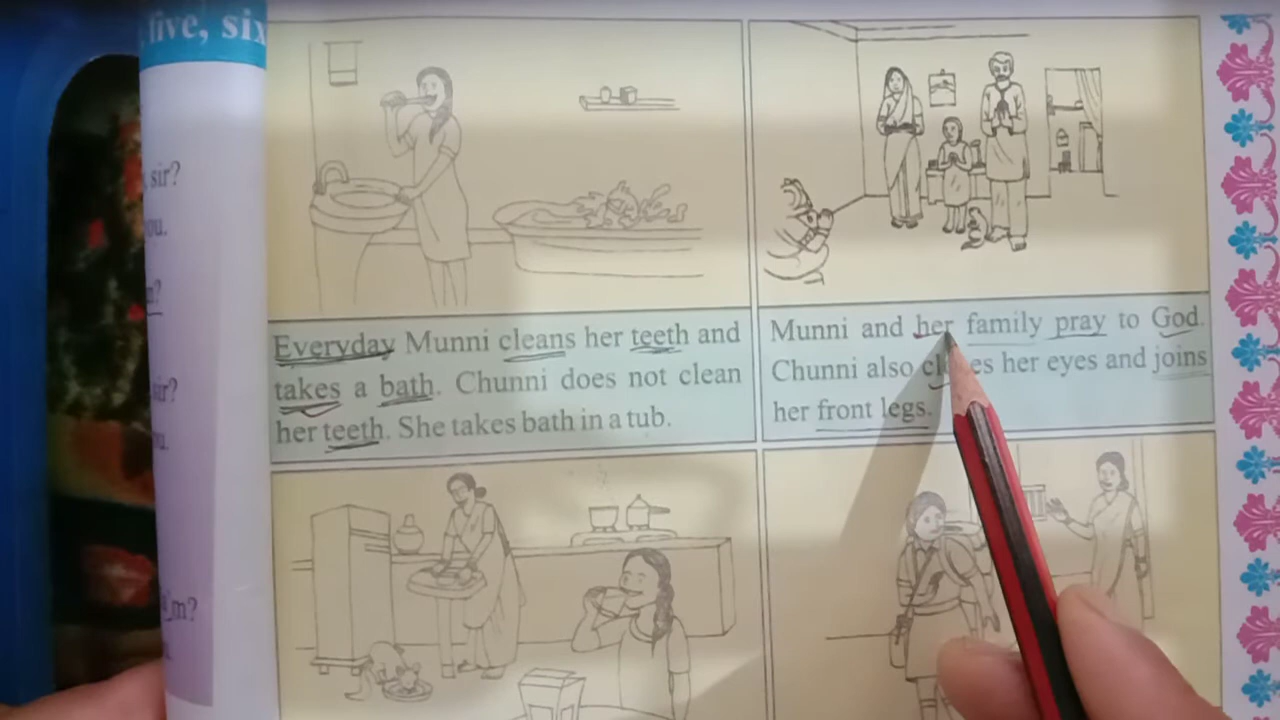 five, six
sir?
Everyday Munni cleans her teeth and
takes a bath. Chunni does not clean
her teeth. She takes bath in a tub.
Munni and her family pray to God.
Chunni also closes her eyes and joins
her front legs.